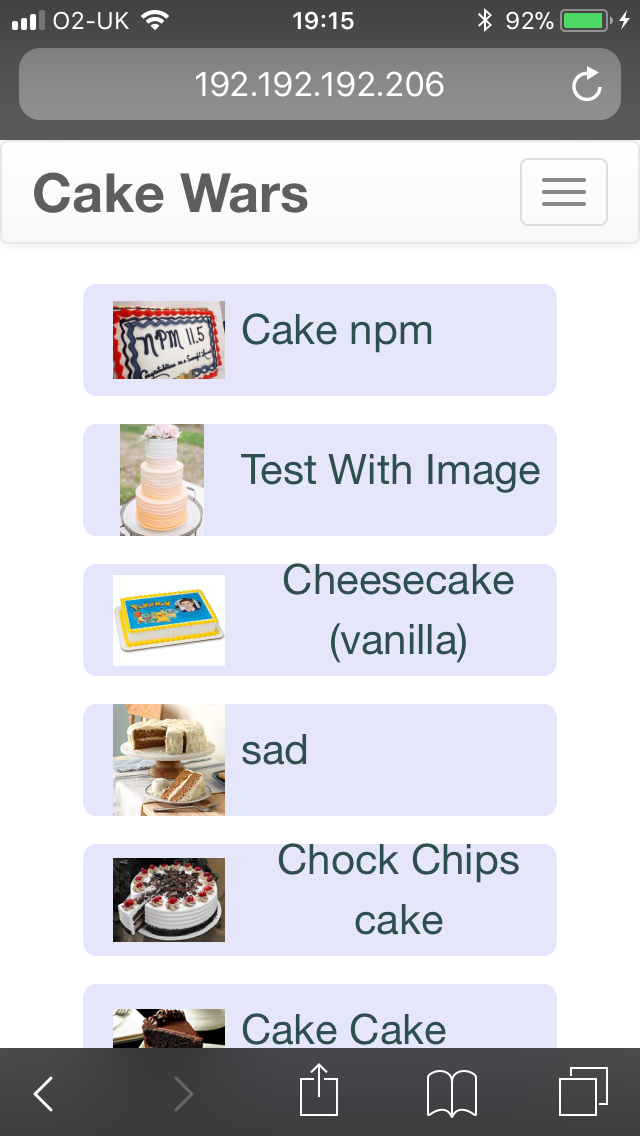 O2-UK 19:15 92%
192.192.192.206
Cake Wars
NPM 11.5
Cake npm
Test With Image
Pokémon
Cheesecake
(vanilla)
sad
Chock Chips
cake
Cake Cake